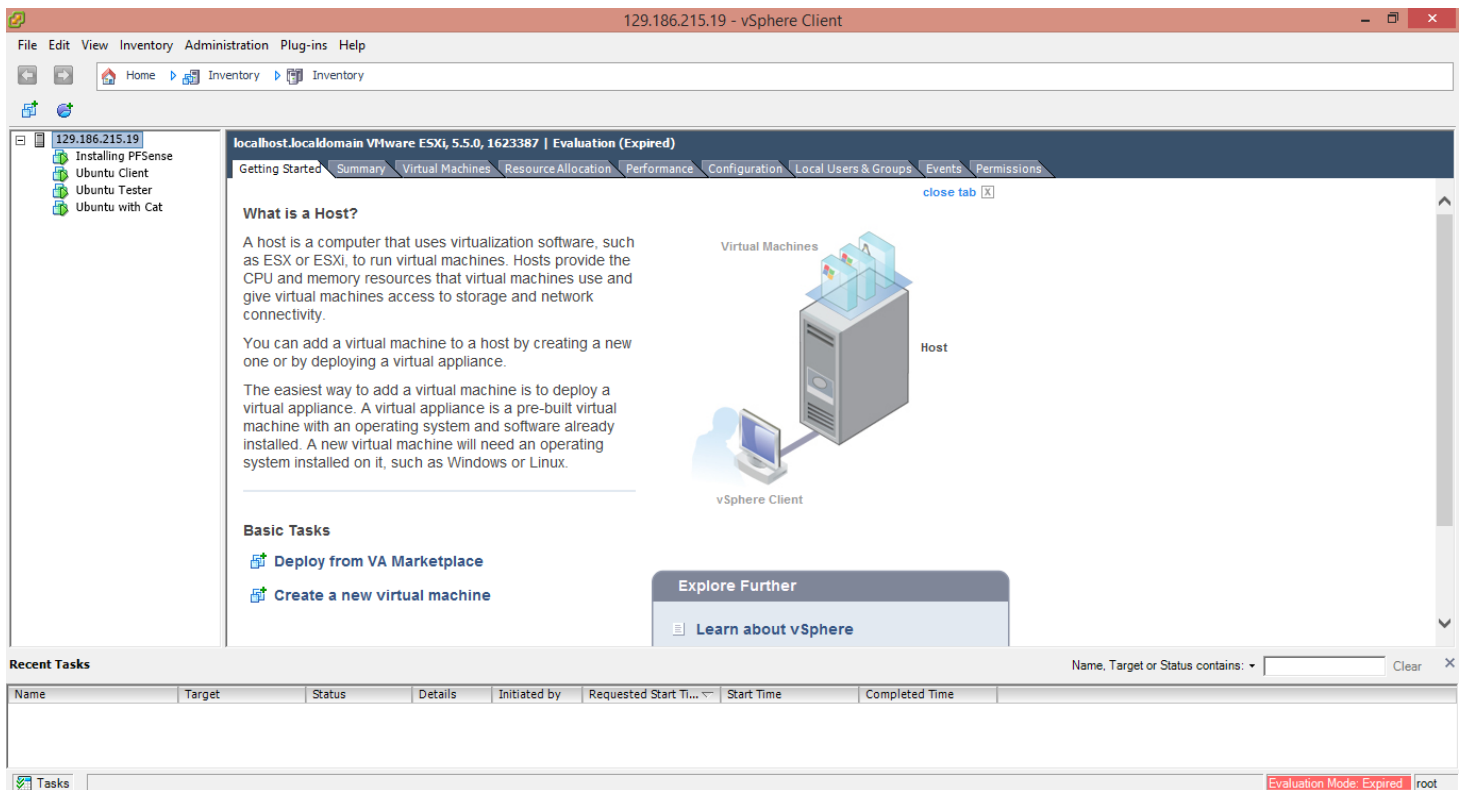 129.186.215.19 - vSphere Client
File Edit View Inventory Administration Plug-ins Help
Home Inventory Inventory
129.186.215.19
Installing PFSense
Ubuntu Client
Ubuntu Tester
Ubuntu with Cat
localhost.localdomain VMware ESXi, 5.5.0, 1623387 | Evaluation (Expired)
Getting Started Summary Virtual Machines Resource Allocation Performance Configuration Local Users & Groups Events Permissions
close tab X
What is a Host?
A host is a computer that uses virtualization software, such
as ESX or ESXi, to run virtual machines. Hosts provide the
CPU and memory resources that virtual machines use and
give virtual machines access to storage and network
connectivity.
You can add a virtual machine to a host by creating a new
one or by deploying a virtual appliance.
The easiest way to add a virtual machine is to deploy a
virtual appliance. A virtual appliance is a pre-built virtual
machine with an operating system and software already
installed. A new virtual machine will need an operating
system installed on it, such as Windows or Linux.
Virtual Machines
Host
vSphere Client
Basic Tasks
Deploy from VA Marketplace
Create a new virtual machine
Explore Further
Learn about vSphere
Recent Tasks
Name, Target or Status contains:
Clear
Name Target Status Details Initiated by Requested Start Ti... Start Time Completed Time
Tasks
Evaluation Mode: Expired root